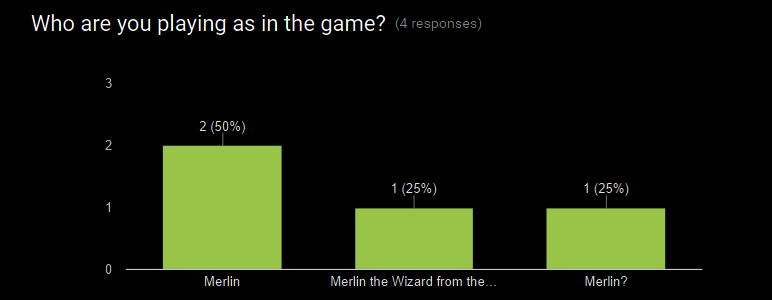 Who are you playing as in the game? (4 responses)
3
2
1
0
2 (50%)
1 (25%)
1 (25%)
Merlin
Merlin the Wizard from the...
Merlin?